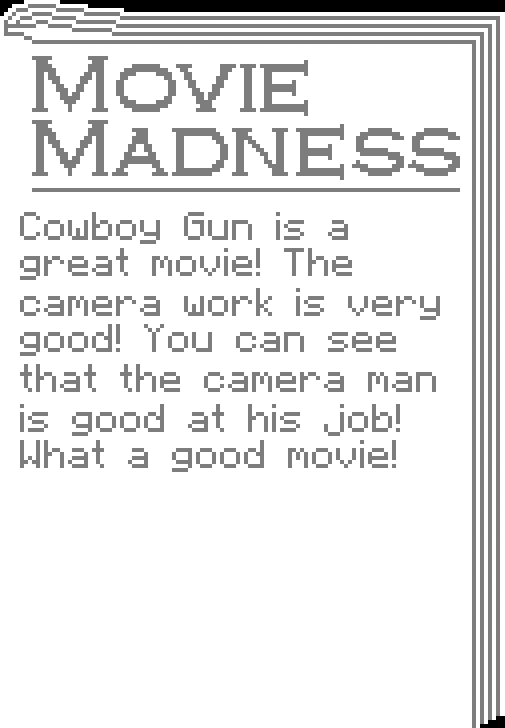 MOVIE
MADNESS
Cowboy Gun is a
great movie! The
camera work is very
good! You can see
that the camera man
is good at his job!
What a good movie!